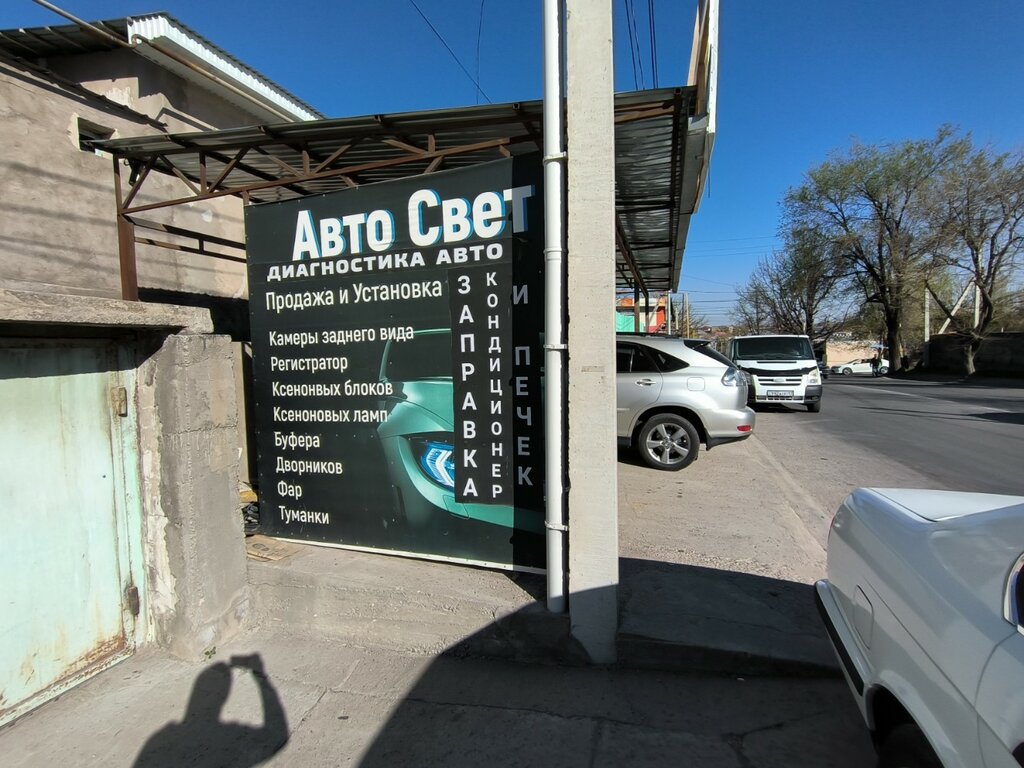 Авто Свет
ДИАГНОСТИКА АВТО
Продажа и Установка
Камеры заднего вида
Регистратор
Ксенонвых блоков
Ксеноновых ламп
Буфера
Дворников
Фар
Туманки
ЗАПРАВКА
КОНДИЦИОНЕР
И ПЕЧЕК